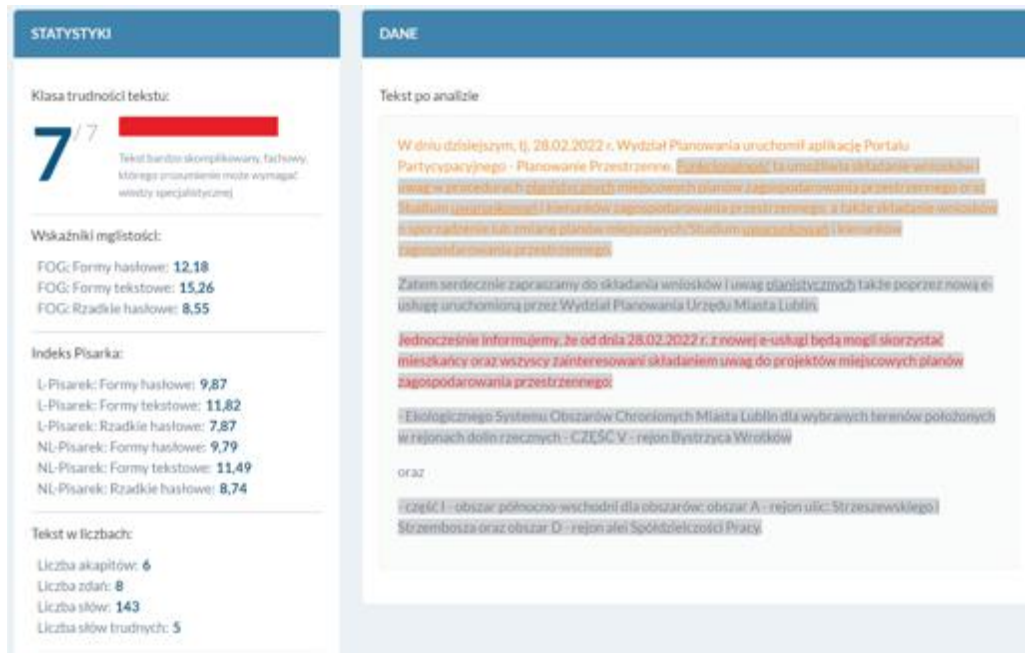 STATYSTYKI
Klasa trudności tekstu:
7 / 7
Tekst bardzo skomplikowany, fachowy,
którego zrozumienie może wymagać
wiedzy specjalistycznej
Wskaźniki mglistości:
FOG: Formy hasłowe: 12,18
FOG: Formy tekstowe: 15,26
FOG: Rzadkie hasłowe: 8,55
Indeks Pisarka:
L-Pisarek: Formy hasłowe: 9,87
L-Pisarek: Formy tekstowe: 11,82
L-Pisarek: Rzadkie hasłowe: 7,87
NL-Pisarek: Formy hasłowe: 9,79
NL-Pisarek: Formy tekstowe: 11,49
NL-Pisarek: Rzadkie hasłowe: 8,74
Tekst w liczbach:
Liczba akapitów: 6
Liczba zdań: 8
Liczba słów: 143
Liczba słów trudnych: 5
DANE
Tekst po analizie
W dniu dzisiejszym, tj. 28.02.2022 r. Wydział Planowania uruchomił aplikację Portalu
Partycypacyjnego - Planowanie Przestrzenne. Funkcjonalność ta umożliwia składanie wniosków i
uwag w procedurach planistycznych miejscowych planów zagospodarowania przestrzennego oraz
Studium uwarunkowań i kierunków zagospodarowania przestrzennego, a także składanie wniosków
o sporządzenie lub zmianę planów miejscowych/Studium uwarunkowań i kierunków
zagospodarowania przestrzennego.
Zatem serdecznie zapraszamy do składania wniosków i uwag planistycznych także poprzez nową e-
usługę uruchomioną przez Wydział Planowania Urzędu Miasta Lublin.
Jednocześnie informujemy, że od dnia 28.02.2022 r. z nowej e-usługi będą mogli skorzystać
mieszkańcy oraz wszyscy zainteresowani składaniem uwag do projektów miejscowych planów
zagospodarowania przestrzennego:
- Ekologicznego Systemu Obszarów Chronionych Miasta Lublin dla wybranych terenów położonych
w rejonach dolin rzecznych - CZĘŚĆ V - rejon Bystrzyca Wrotków
oraz
- część I - obszar północno-wschodni dla obszarów: obszar A - rejon ulic: Strzeszewskiego i
Strzembosza oraz obszar D - rejon alei Spółdzielczości Pracy.